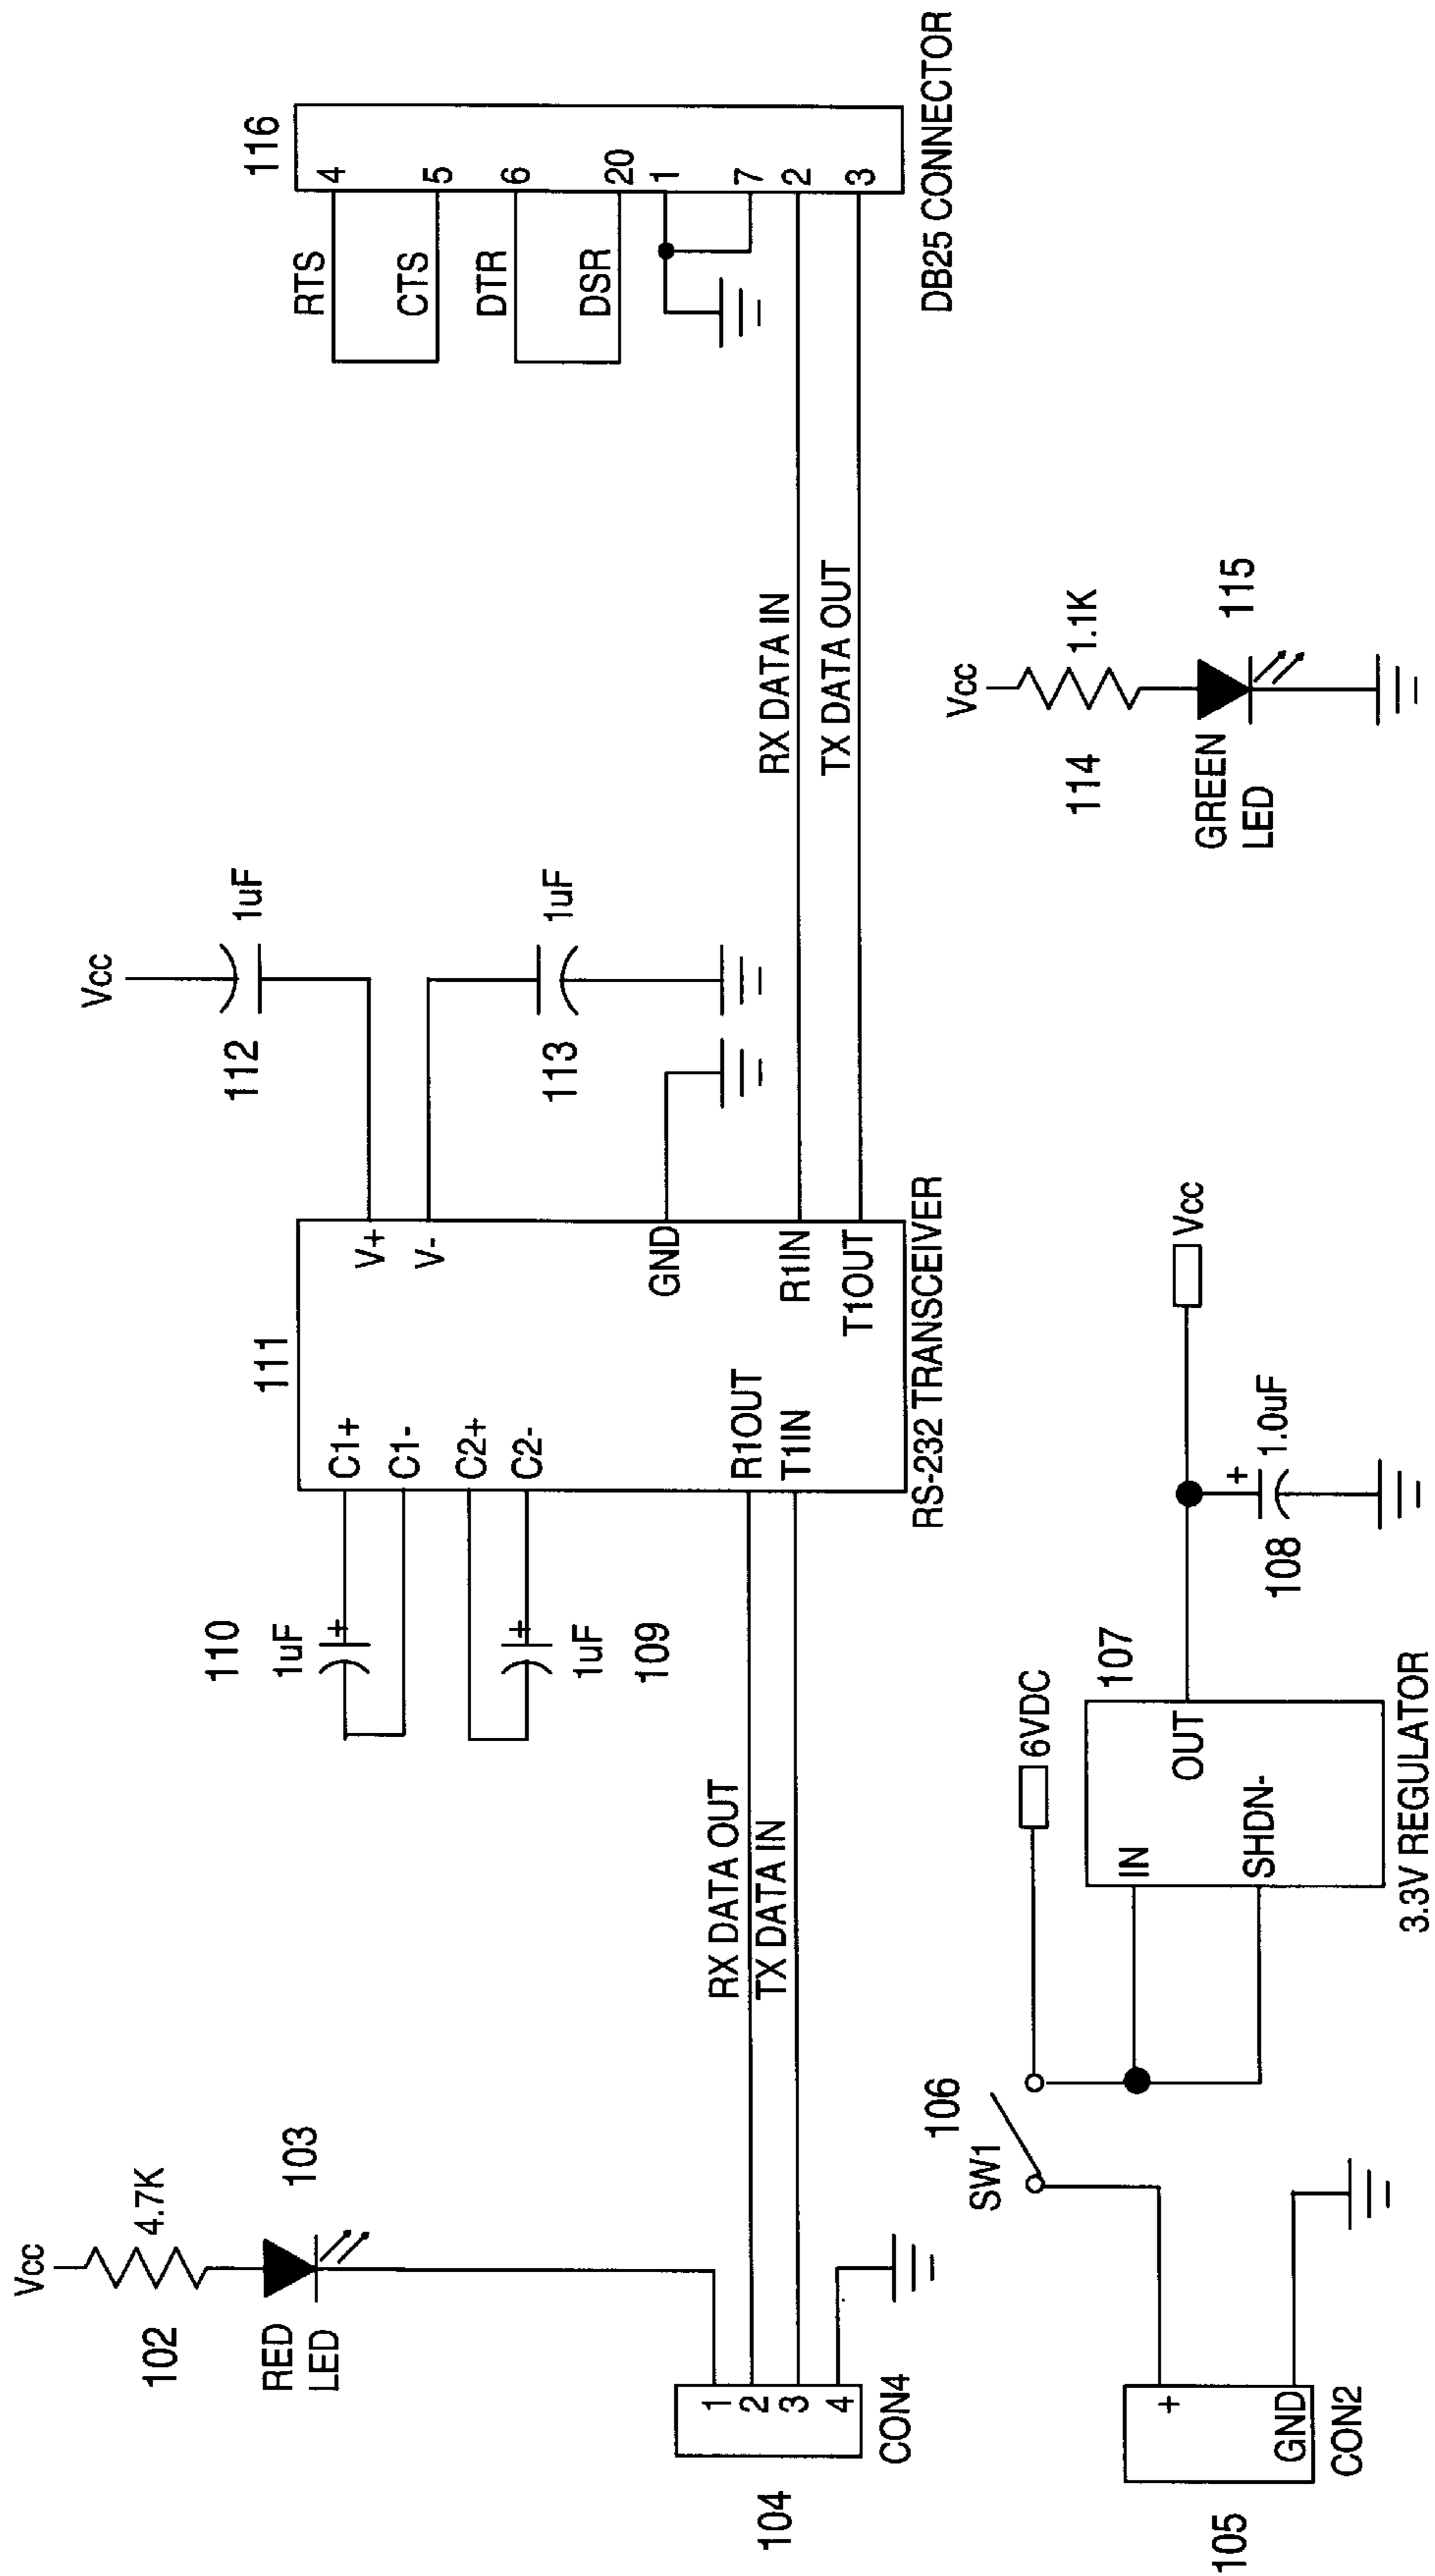 Vcc
4.7K
102
RED
LED
103
104
1
2
3
4
CON4
RX DATA OUT
TX DATA IN
110
1uF
+
+
1uF
109
111
C1+
C1-
C2+
C2-
R1OUT
T1IN
V+
V-
GND
R1IN
T1OUT
RS-232 TRANSCEIVER
Vcc
112
1uF
113
1uF
RX DATA IN
TX DATA OUT
116
RTS
4
CTS
5
DTR
6
DSR
20
1
7
2
3
DB25 CONNECTOR
105
+
GND
CON2
SW1
106
6VDC
107
IN
OUT
SHDN-
3.3V REGULATOR
Vcc
+
108
1.0uF
Vcc
114
1.1K
GREEN
LED
115